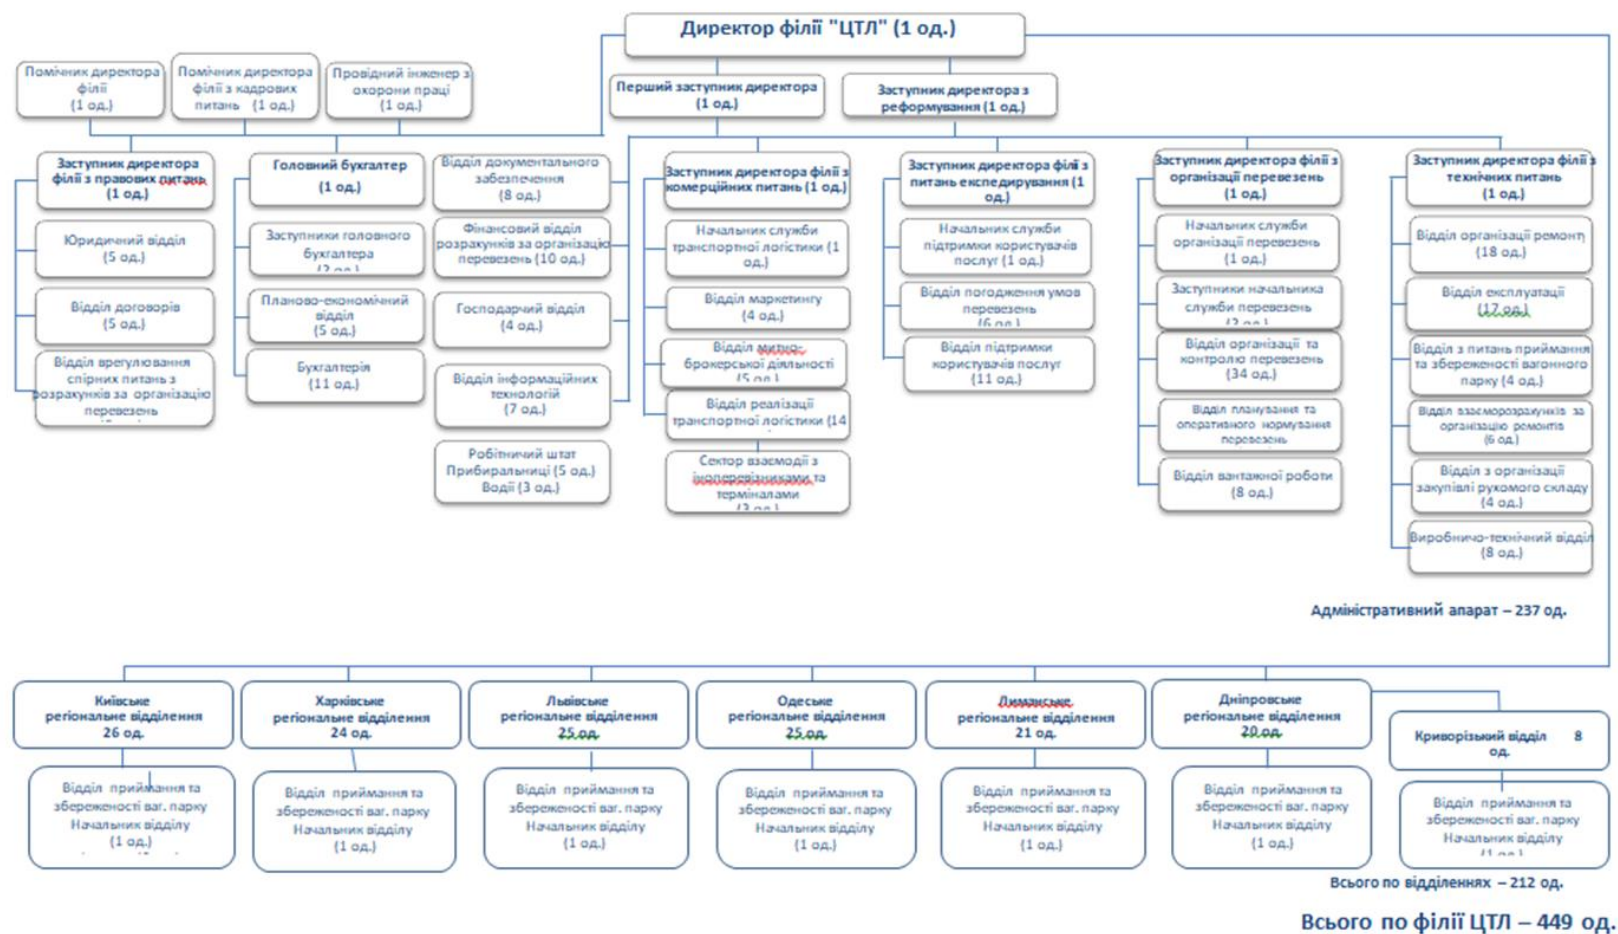 Директор філії "ЦТЛ" (1 од.)
Помічник директора
філії
(1 од.)
Помічник директора
філії з кадрових
питань (1 од.)
Провідний інженер з
охорони праці
(1 од.)
Перший заступник директора
(1 од.)
Заступник директора з
реформування (1 од.)
Заступник директора
філії з правових питань
(1 од.)
Юридичний відділ
(5 од.)
Відділ договорів
(5 од.)
Відділ врегулювання
спірних питань з
розрахунків за організацію
перевезень
Головний бухгалтер
(1 од.)
Заступники головного
бухгалтера
(2 од.)
Планово-економічний
відділ
(5 од.)
Бухгалтерія
(11 од.)
Відділ документального
забезпечення
(8 од.)
Фінансовий відділ
розрахунків за організацію
перевезень (10 од.)
Господарчий відділ
(4 од.)
Відділ інформаційних
технологій
(7 од.)
Робітничий штат
Прибиральниці (5 од.)
Водії (3 од.)
Заступник директора філії з
комерційних питань (1 од.)
Начальник служби
транспортної логістики (1
од.)
Відділ маркетингу
(4 од.)
Відділ митно-
брокерської діяльності
(5 од.)
Відділ реалізації
транспортної логістики (14
Сектор взаємодії з
іноперевізниками та
терміналами
(3 од.)
Заступник директора філії з
питань експедирування (1
од.)
Начальник служби
підтримки користувачів
послуг (1 од.)
Відділ погодження умов
перевезень
(6 од.)
Відділ підтримки
користувачів послуг
(11 од.)
Заступник директора філії з
організації перевезень
(1 од.)
Начальник служби
організації перевезень
(1 од.)
Заступники начальника
служби перевезень
(2 од.)
Відділ організації та
контролю перевезень
(34 од.)
Відділ планування та
оперативного нормування
перевезень
Відділ вантажної роботи
(8 од.)
Заступник директора філії з
технічних питань
(1 од.)
Відділ організації ремонту
(18 од.)
Відділ експлуатації
(17 од.)
Відділ з питань приймання
та збереженості вагонного
парку (4 од.)
Відділ взаєморозрахунків за
організацію ремонтів
(6 од.)
Відділ з організації
закупівлі рухомого складу
(4 од.)
Виробничо-технічний відділ
(8 од.)
Адміністративний апарат – 237 од.
Київське
регіональне відділення
26 од.
Харківське
регіональне відділення
24 од.
Львівське
регіональне відділення
25 од.
Одеське
регіональне відділення
25 од.
Лиманське
регіональне відділення
21 од.
Дніпровське
регіональне відділення
20 од.
Криворізький відділ 8
од.
Відділ приймання та
збереженості ваг. парку
Начальник відділу
(1 од.)
Відділ приймання та
збереженості ваг. парку
Начальник відділу
(1 од.)
Відділ приймання та
збереженості ваг. парку
Начальник відділу
(1 од.)
Відділ приймання та
збереженості ваг. парку
Начальник відділу
(1 од.)
Відділ приймання та
збереженості ваг. парку
Начальник відділу
(1 од.)
Відділ приймання та
збереженості ваг. парку
Начальник відділу
(1 од.)
Відділ приймання та
збереженості ваг. парку
Начальник відділу
(1 од.)
Всього по відділеннях – 212 од.
Всього по філії ЦТЛ – 449 од.